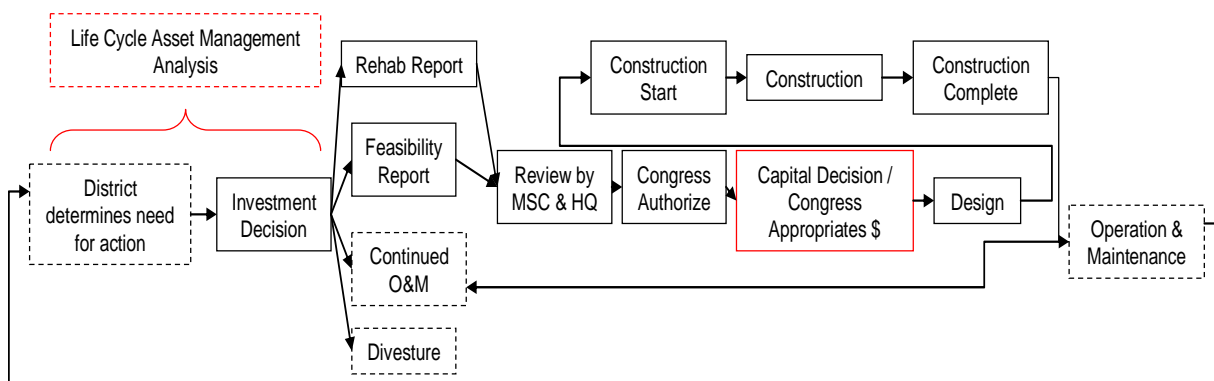 Life Cycle Asset Management
Analysis
Rehab Report
Construction
Start
Construction
Construction
Complete
Feasibility
Report
District
determines need
for action
Investment
Decision
Review by
MSC & HQ
Congress
Authorize
Capital Decision /
Congress
Appropriates $
Design
Operation &
Maintenance
Continued
O&M
Divesture